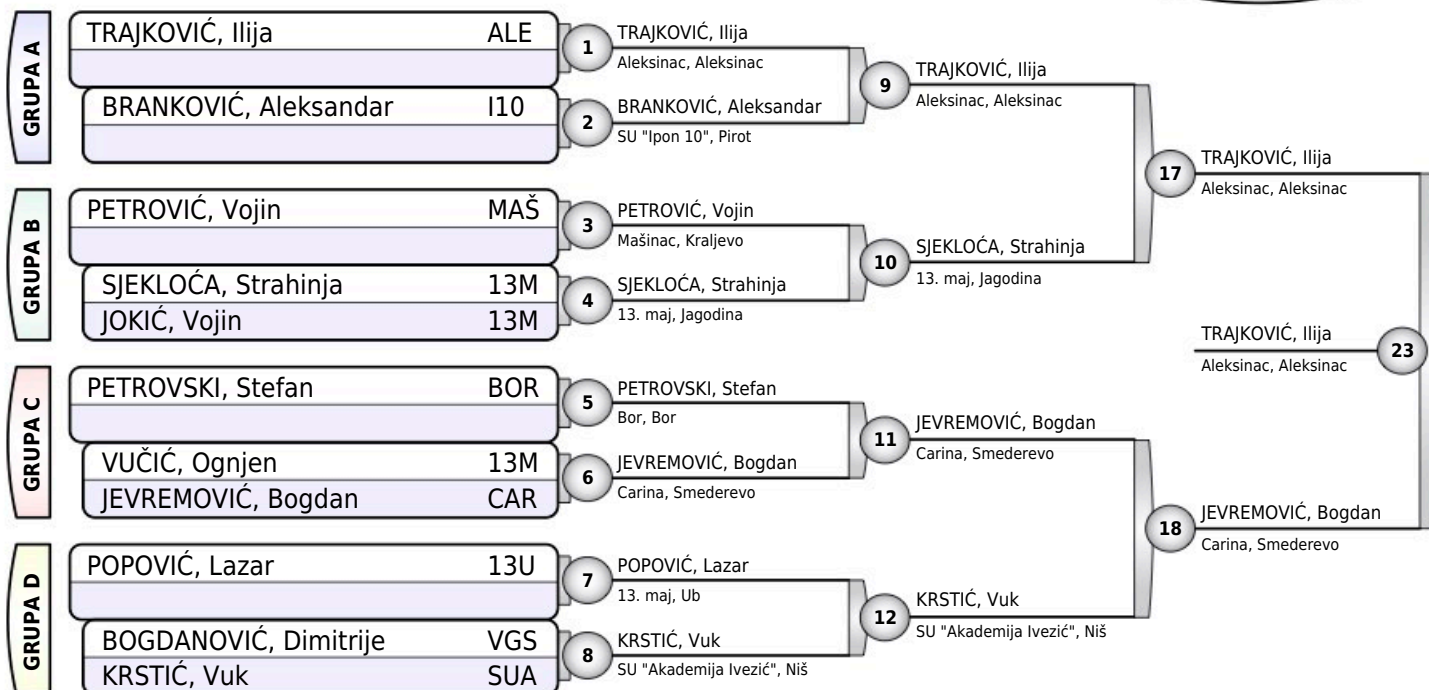 GRUPA A
TRAJKOVIĆ, Ilija ALE
BRANKOVIĆ, Aleksandar I10
GRUPA B
PETROVIĆ, Vojin MAŠ
SJEKLOĆA, Strahinja 13M
JOKIĆ, Vojin 13M
GRUPA C
PETROVSKI, Stefan BOR
VUČIĆ, Ognjen 13M
JEVREMOVIĆ, Bogdan CAR
GRUPA D
POPOVIĆ, Lazar 13U
BOGDANOVIĆ, Dimitrije VGS
KRSTIĆ, Vuk SUA
1
TRAJKOVIĆ, Ilija
Aleksinac, Aleksinac
2
BRANKOVIĆ, Aleksandar
SU "Ipon 10", Pirot
3
PETROVIĆ, Vojin
Mašinac, Kraljevo
4
SJEKLOĆA, Strahinja
13. maj, Jagodina
5
PETROVSKI, Stefan
Bor, Bor
6
JEVREMOVIĆ, Bogdan
Carina, Smederevo
7
POPOVIĆ, Lazar
13. maj, Ub
8
KRSTIĆ, Vuk
SU "Akademija Ivezić", Niš
9
TRAJKOVIĆ, Ilija
Aleksinac, Aleksinac
10
SJEKLOĆA, Strahinja
13. maj, Jagodina
11
JEVREMOVIĆ, Bogdan
Carina, Smederevo
12
KRSTIĆ, Vuk
SU "Akademija Ivezić", Niš
17
TRAJKOVIĆ, Ilija
Aleksinac, Aleksinac
18
JEVREMOVIĆ, Bogdan
Carina, Smederevo
TRAJKOVIĆ, Ilija
Aleksinac, Aleksinac
23